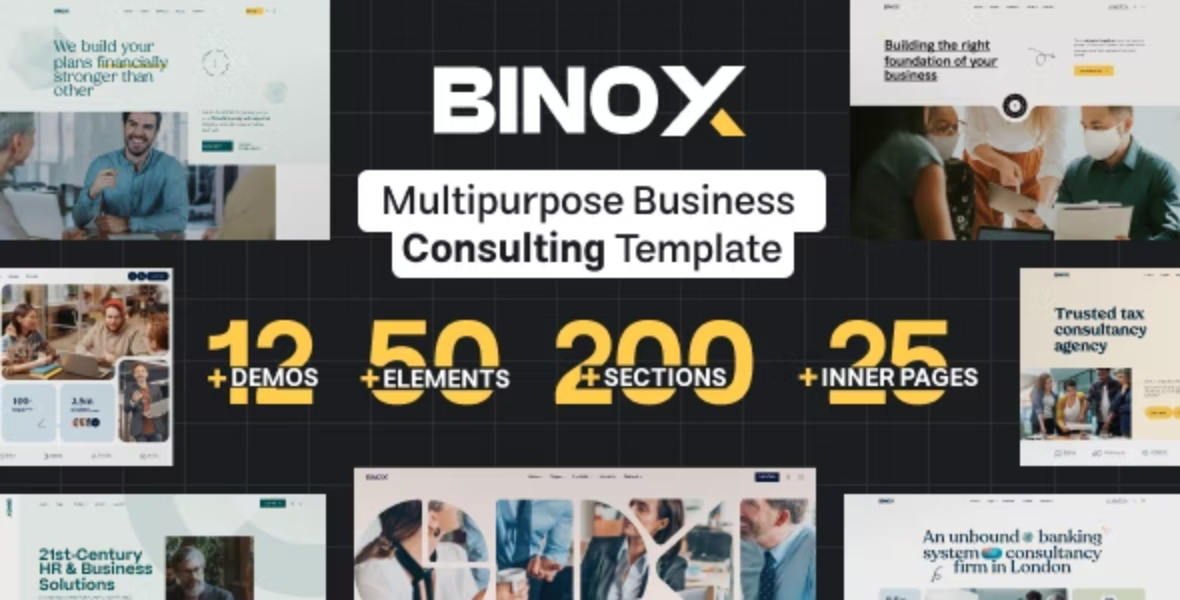 We build your
plans financially
stronger than
other
BINOX
Multipurpose Business
Consulting Template
Building the right
foundation of your
business
12
+DEMOS
50
+ELEMENTS
200
+SECTIONS
25
+INNER PAGES
Trusted tax
consultancy
agency
21st-Century
HR & Business
Solutions
BINOX
An unbound banking
system consultancy
firm in London